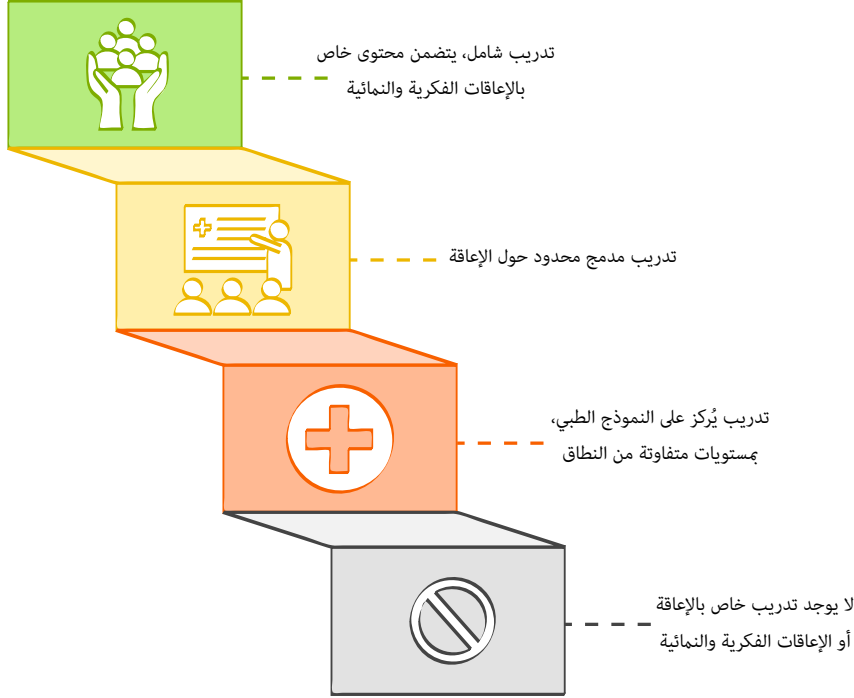 تدريب شامل، يتضمن محتوى خاص
بالإعاقات الفكرية والنمائية
تدريب مدمج محدود حول الإعاقة
تدريب يُركز على النموذج الطبي،
بمستويات متفاوتة من النطاق
لا يوجد تدريب خاص بالإعاقة
أو الإعاقات الفكرية والنمائية